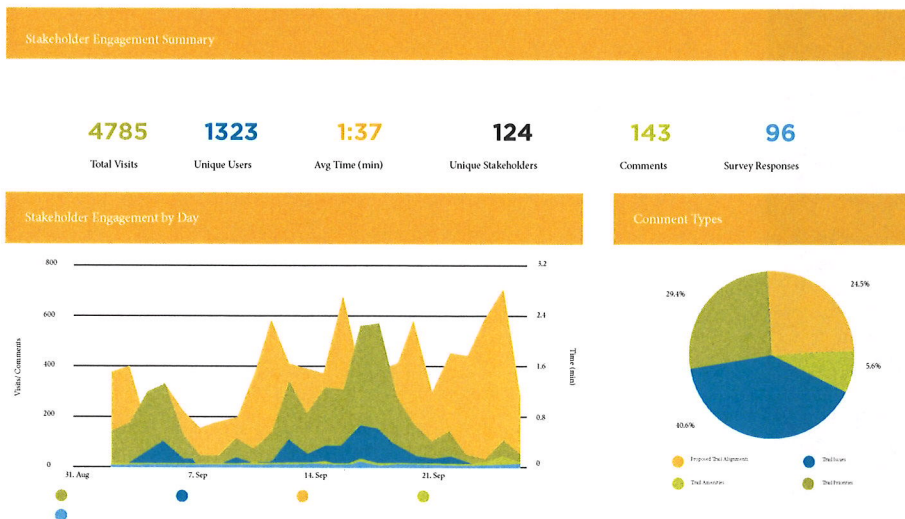 Stakeholder Engagement Summary
4785
1323
1:37
124
143
96
Total Visits
Unique Users
Avg Time (min)
Unique Stakeholders
Comments
Survey Responses
Stakeholder Engagement by Day
Comment Types
800
600
400
200
0
Visits/ Comments
3.2
2.4
1.6
0.8
0
Time (min)
31. Aug
7. Sep
14. Sep
21. Sep
29.4%
24.5%
5.6%
40.6%
Proposed Trail Alignments
Trail Issues
Trail Amenities
Trail Priorities